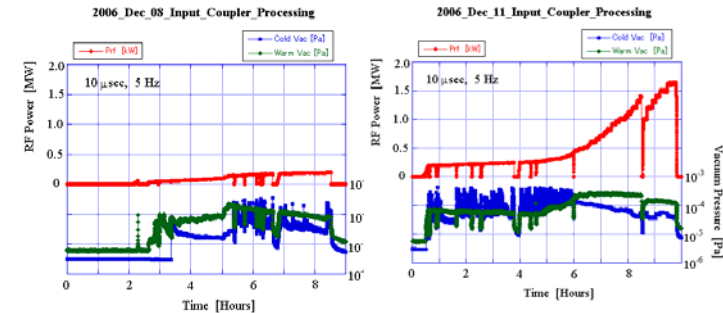 2006_Dec_08_Input_Coupler_Processing
Prf [kW]
Cold Vac [Pa]
Warm Vac [Pa]
10 μsec, 5 Hz
RF Power [MW]
2.0
1.5
1.0
0.5
0
0 2 4 6 8
Time [Hours]
2006_Dec_11_Input_Coupler_Processing
Prf [kW]
Cold Vac [Pa]
Warm Vac [Pa]
10 μsec, 5 Hz
RF Power [MW]
2.0
1.5
1.0
0.5
0
10⁻³
10⁻⁴
10⁻⁵
10⁻⁶
Vacuum Pressure [Pa]
0 2 4 6 8
Time [Hours]